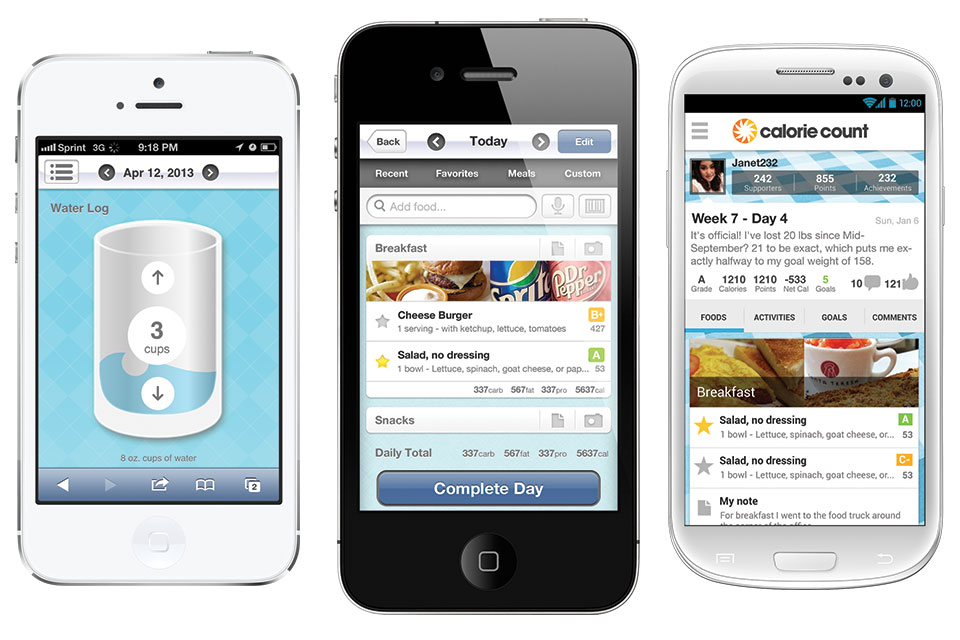 Sprint 3G 9:18 PM
Apr 12, 2013
Water Log
3
cups
8 oz. cups of water
2
Back
Today
Edit
Recent Favorites Meals Custom
Add food...
Breakfast
Sprite
Dr Pepper
Cheese Burger
B+
1 serving - with ketchup, lettuce, tomatoes 427
Salad, no dressing
A
1 bowl - Lettuce, spinach, goat cheese, or pap... 53
337carb 567fat 337pro 5637cal
Snacks
Daily Total 337carb 567fat 337pro 5637cal
Complete Day
12:00
calorie count
Janet232
242 855 232
Supporters Points Achievements
Week 7 - Day 4 Sun, Jan 6
It's official! I've lost 20 lbs since Mid-
September? 21 to be exact, which puts me ex-
actly halfway to my goal weight of 158.
A 1210 1210 -533 5 10 121
Grade Calories Points Net Cal Goals
FOODS ACTIVITIES GOALS COMMENTS
Breakfast
Salad, no dressing A
1 bowl - Lettuce, spinach, goat cheese, or... 53
Salad, no dressing C-
1 bowl - Lettuce, spinach, goat cheese, or... 53
My note
For breakfast I went to the food truck around